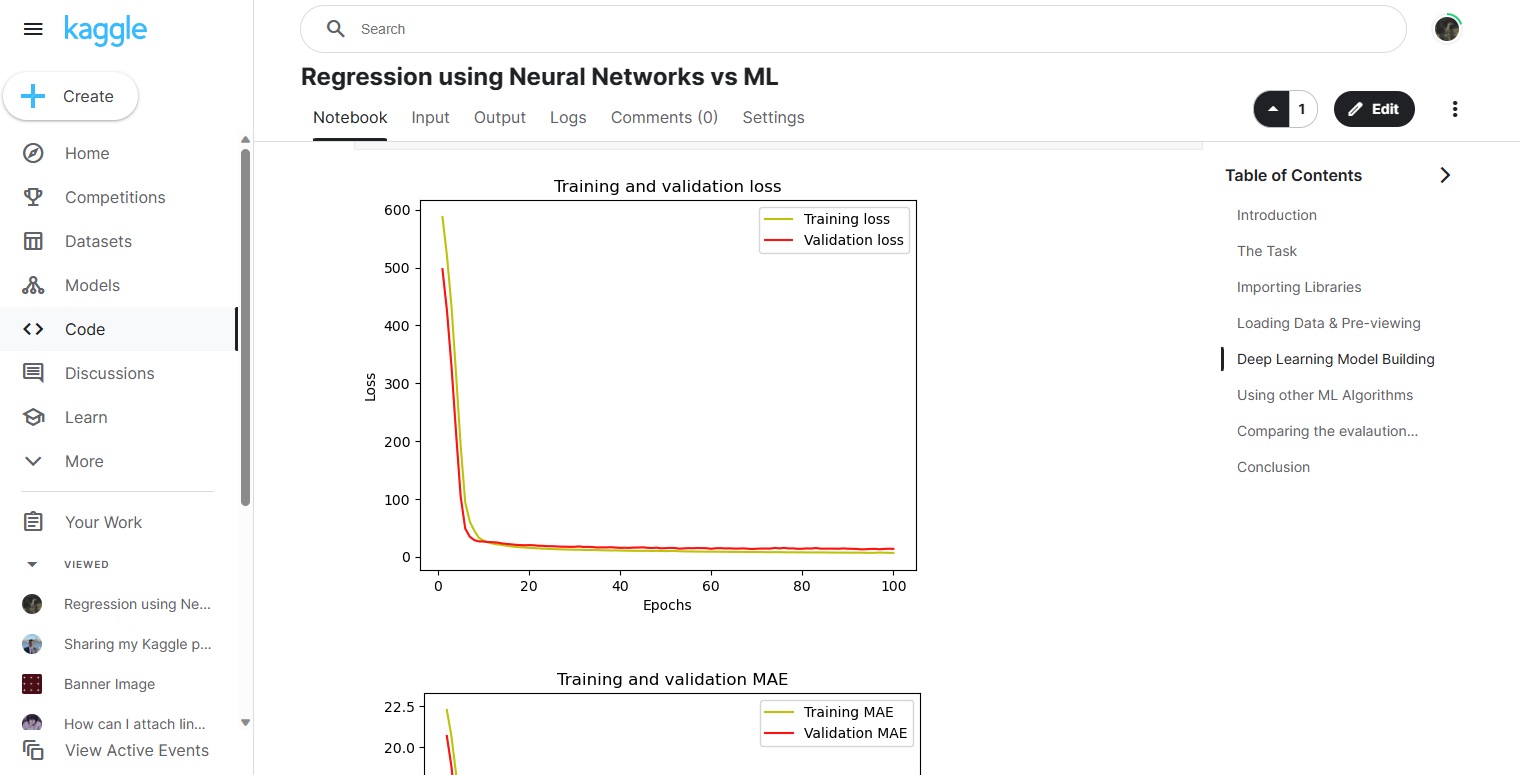 kaggle
Search
Create
Home
Competitions
Datasets
Models
Code
Discussions
Learn
More
Your Work
VIEWED
Regression using Ne...
Sharing my Kaggle p...
Banner Image
How can I attach lin...
View Active Events
Regression using Neural Networks vs ML
Notebook Input Output Logs Comments (0) Settings
1 Edit
Training and validation loss
Training loss
Validation loss
600
500
400
300
200
100
0
Loss
0 20 40 60 80 100
Epochs
Training and validation MAE
Training MAE
Validation MAE
22.5
20.0
Table of Contents
Introduction
The Task
Importing Libraries
Loading Data & Pre-viewing
Deep Learning Model Building
Using other ML Algorithms
Comparing the evalaution...
Conclusion